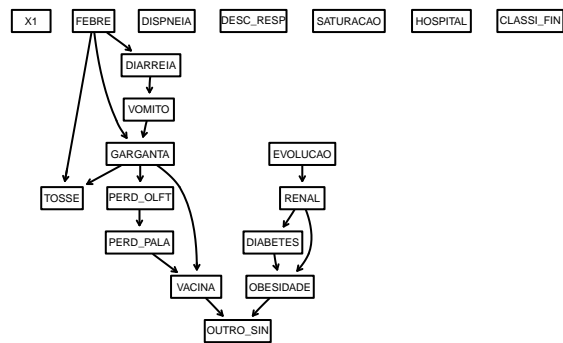 X1 FEBRE DISPNEIA DESC_RESP SATURACAO HOSPITAL CLASSI_FIN
DIARREIA
VOMITO
GARGANTA EVOLUCAO
TOSSE PERD_OLFT RENAL
PERD_PALA DIABETES
VACINA OBESIDADE
OUTRO_SIN